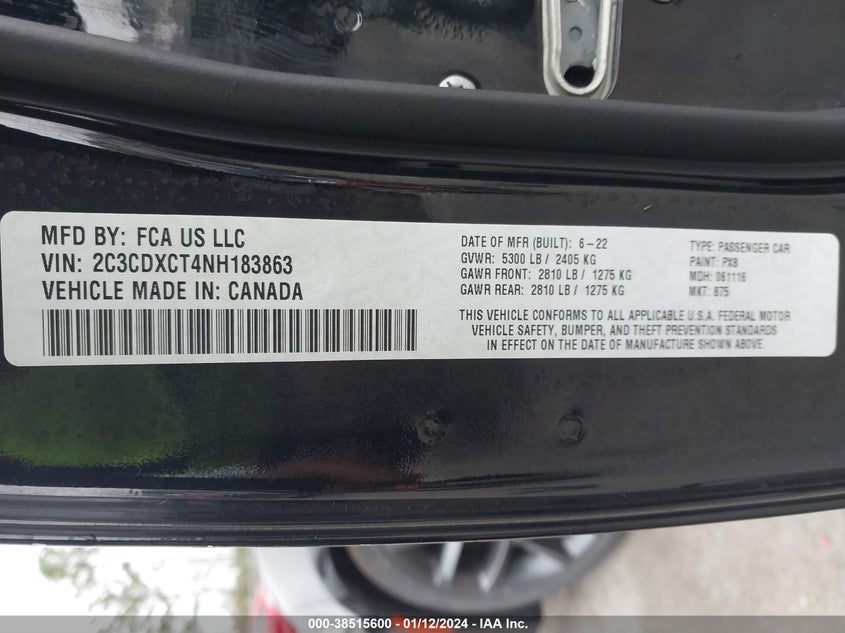 MFD BY: FCA US LLC
VIN: 2C3CDXCT4NH183863
VEHICLE MADE IN: CANADA
DATE OF MFR (BUILT): 6-22
GVWR: 5300 LB / 2405 KG
GAWR FRONT: 2810 LB / 1275 KG
GAWR REAR: 2810 LB / 1275 KG
TYPE: PASSENGER CAR
PAINT: PX8
MDH: 061116
MKT: 875
THIS VEHICLE CONFORMS TO ALL APPLICABLE U.S.A. FEDERAL MOTOR
VEHICLE SAFETY, BUMPER, AND THEFT PREVENTION STANDARDS
IN EFFECT ON THE DATE OF MANUFACTURE SHOWN ABOVE.
000-38515600 - 01/12/2024 - IAA Inc.